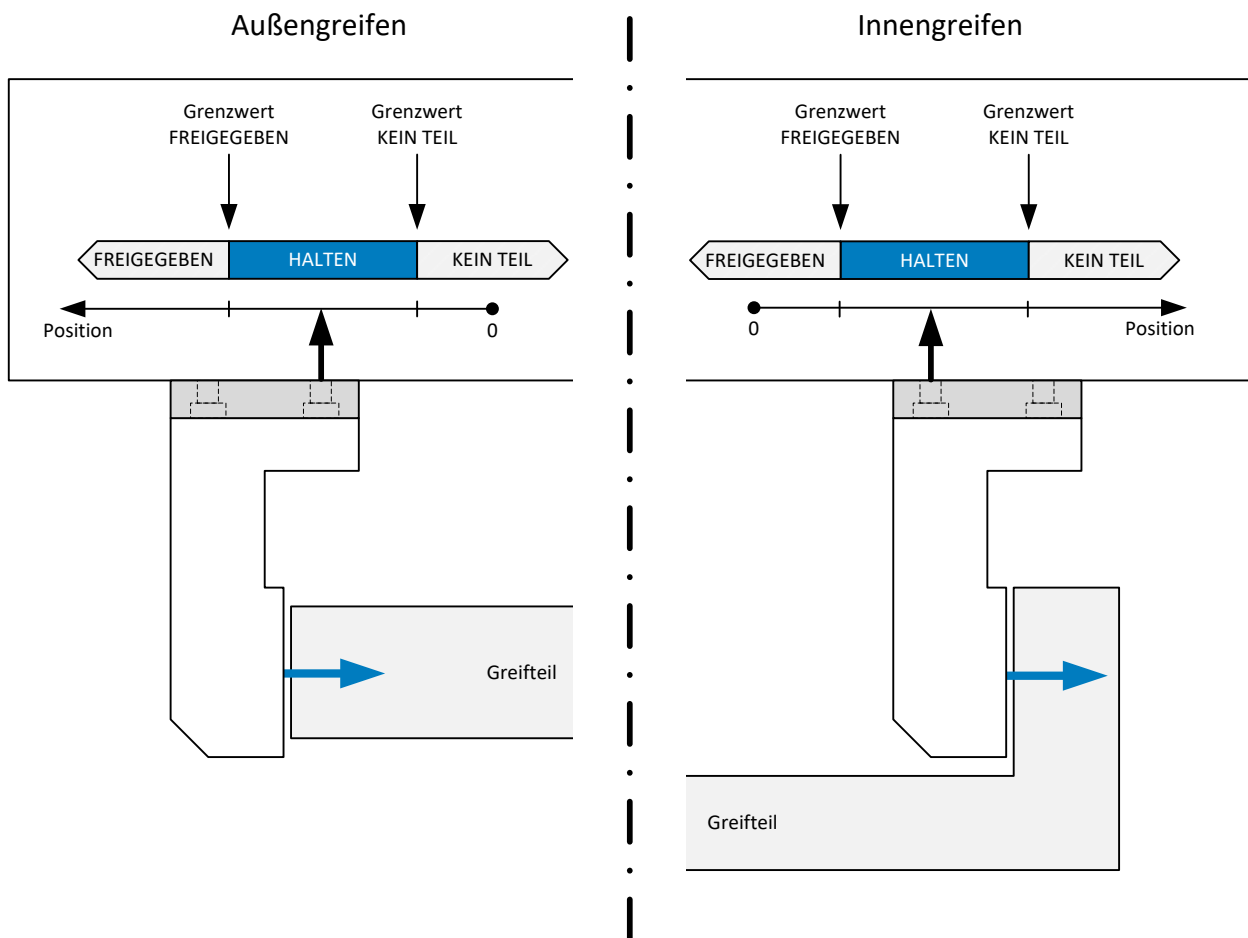 Außengreifen
Grenzwert
FREIGEGEBEN
Grenzwert
KEIN TEIL
FREIGEGEBEN
HALTEN
KEIN TEIL
Position
0
Greifteil
Innengreifen
Grenzwert
FREIGEGEBEN
Grenzwert
KEIN TEIL
FREIGEGEBEN
HALTEN
KEIN TEIL
0
Position
Greifteil